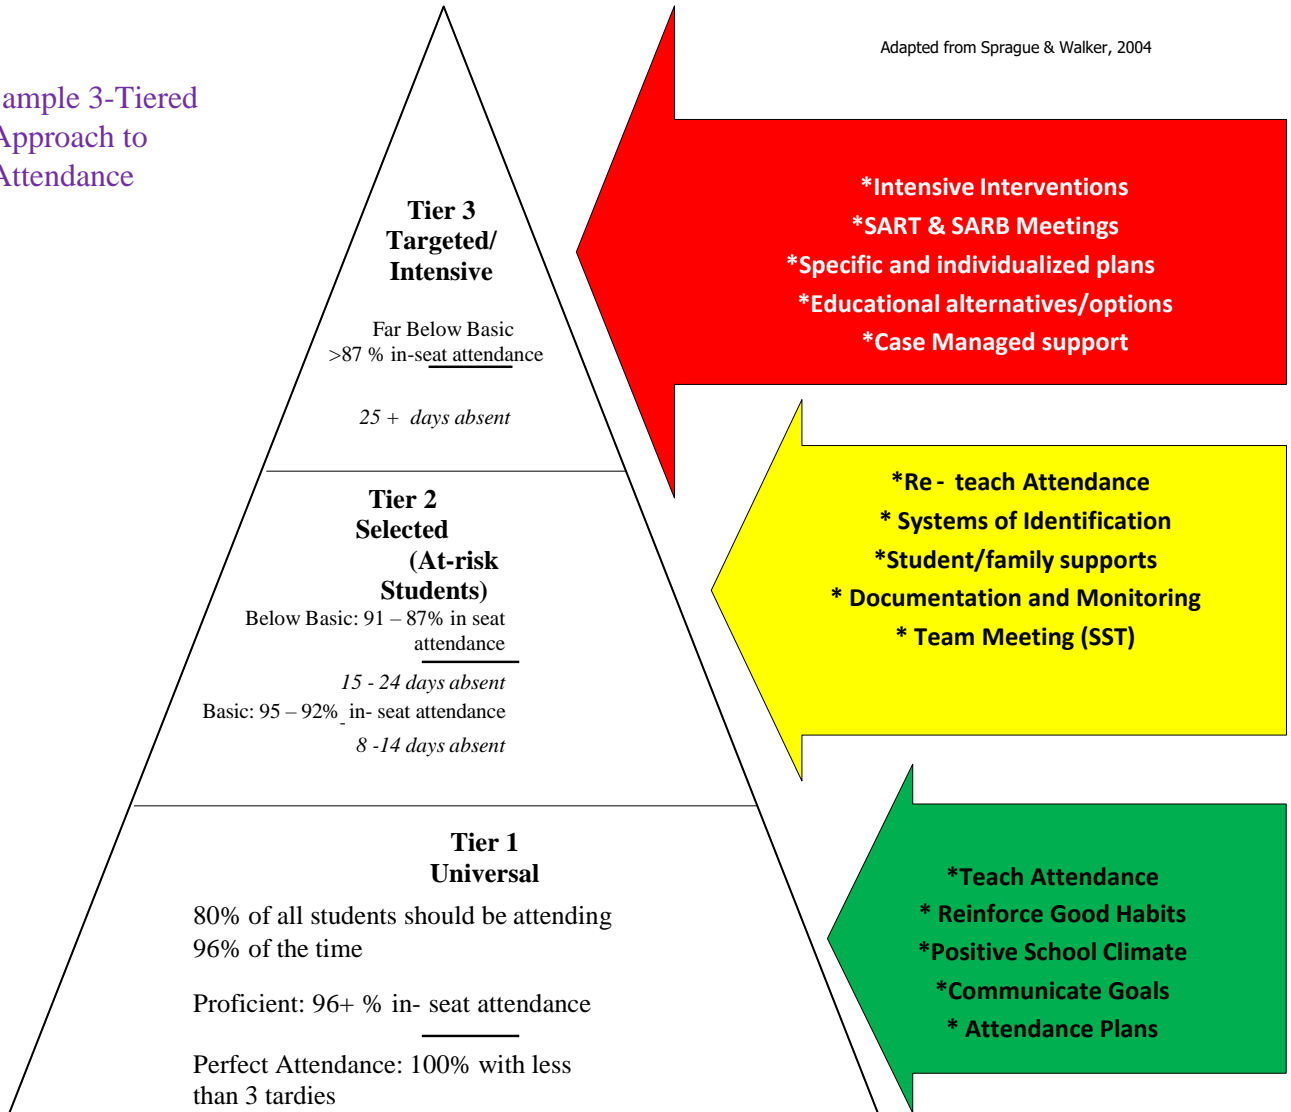 Adapted from Sprague & Walker, 2004
ample 3-Tiered
Approach to
Attendance
Tier 3
Targeted/
Intensive
Far Below Basic
>87 % in-seat attendance
25 + days absent
*Intensive Interventions
*SART & SARB Meetings
*Specific and individualized plans
*Educational alternatives/options
*Case Managed support
Tier 2
Selected
(At-risk
Students)
Below Basic: 91 – 87% in seat
attendance
15 - 24 days absent
Basic: 95 – 92% in- seat attendance
8 -14 days absent
*Re - teach Attendance
* Systems of Identification
*Student/family supports
* Documentation and Monitoring
* Team Meeting (SST)
Tier 1
Universal
80% of all students should be attending
96% of the time
Proficient: 96+ % in- seat attendance
Perfect Attendance: 100% with less
than 3 tardies
*Teach Attendance
* Reinforce Good Habits
*Positive School Climate
*Communicate Goals
* Attendance Plans